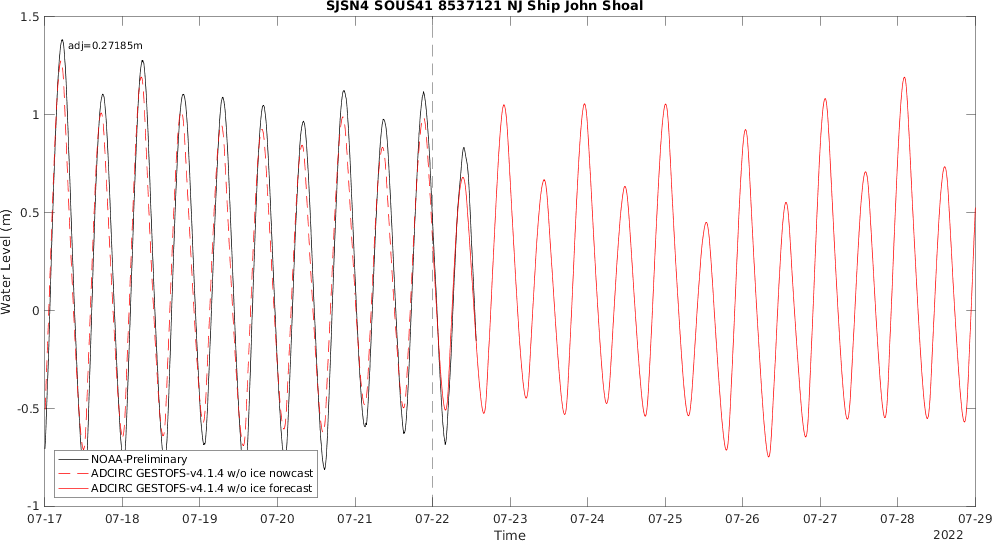 SJSN4 SOUS41 8537121 NJ Ship John Shoal
adj=0.27185m
Water Level (m)
1.5
1
0.5
0
-0.5
-1
NOAA-Preliminary
ADCIRC GESTOFS-v4.1.4 w/o ice nowcast
ADCIRC GESTOFS-v4.1.4 w/o ice forecast
07-17 07-18 07-19 07-20 07-21 07-22 07-23 07-24 07-25 07-26 07-27 07-28 07-29
Time
2022